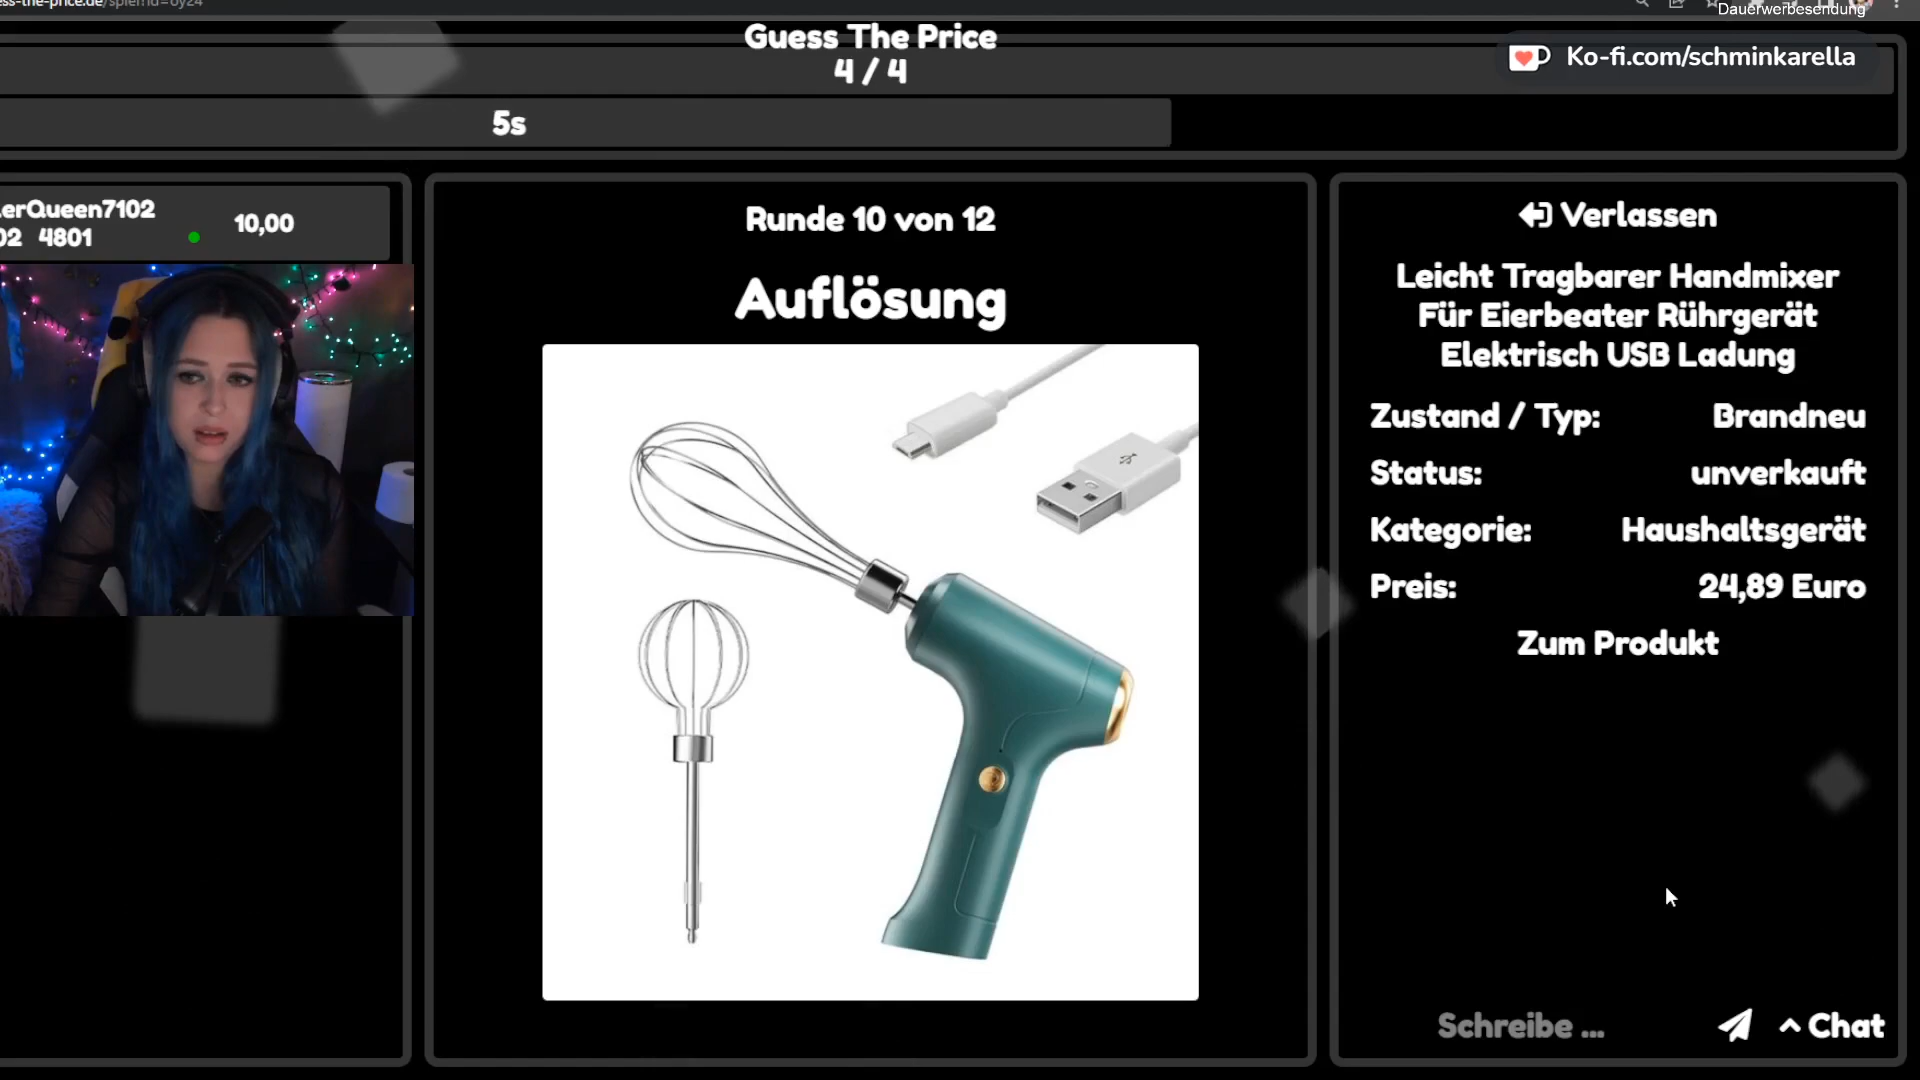 Dauerwerbesendung
Guess The Price
4 / 4
Ko-fi.com/schminkarella
5s
erQueen7102
02 4801
10,00
Runde 10 von 12
Auflösung
Verlassen
Leicht Tragbarer Handmixer
Für Eierbeater Rührgerät
Elektrisch USB Ladung
Zustand / Typ: Brandneu
Status: unverkauft
Kategorie: Haushaltsgerät
Preis: 24,89 Euro
Zum Produkt
Schreibe ...
Chat